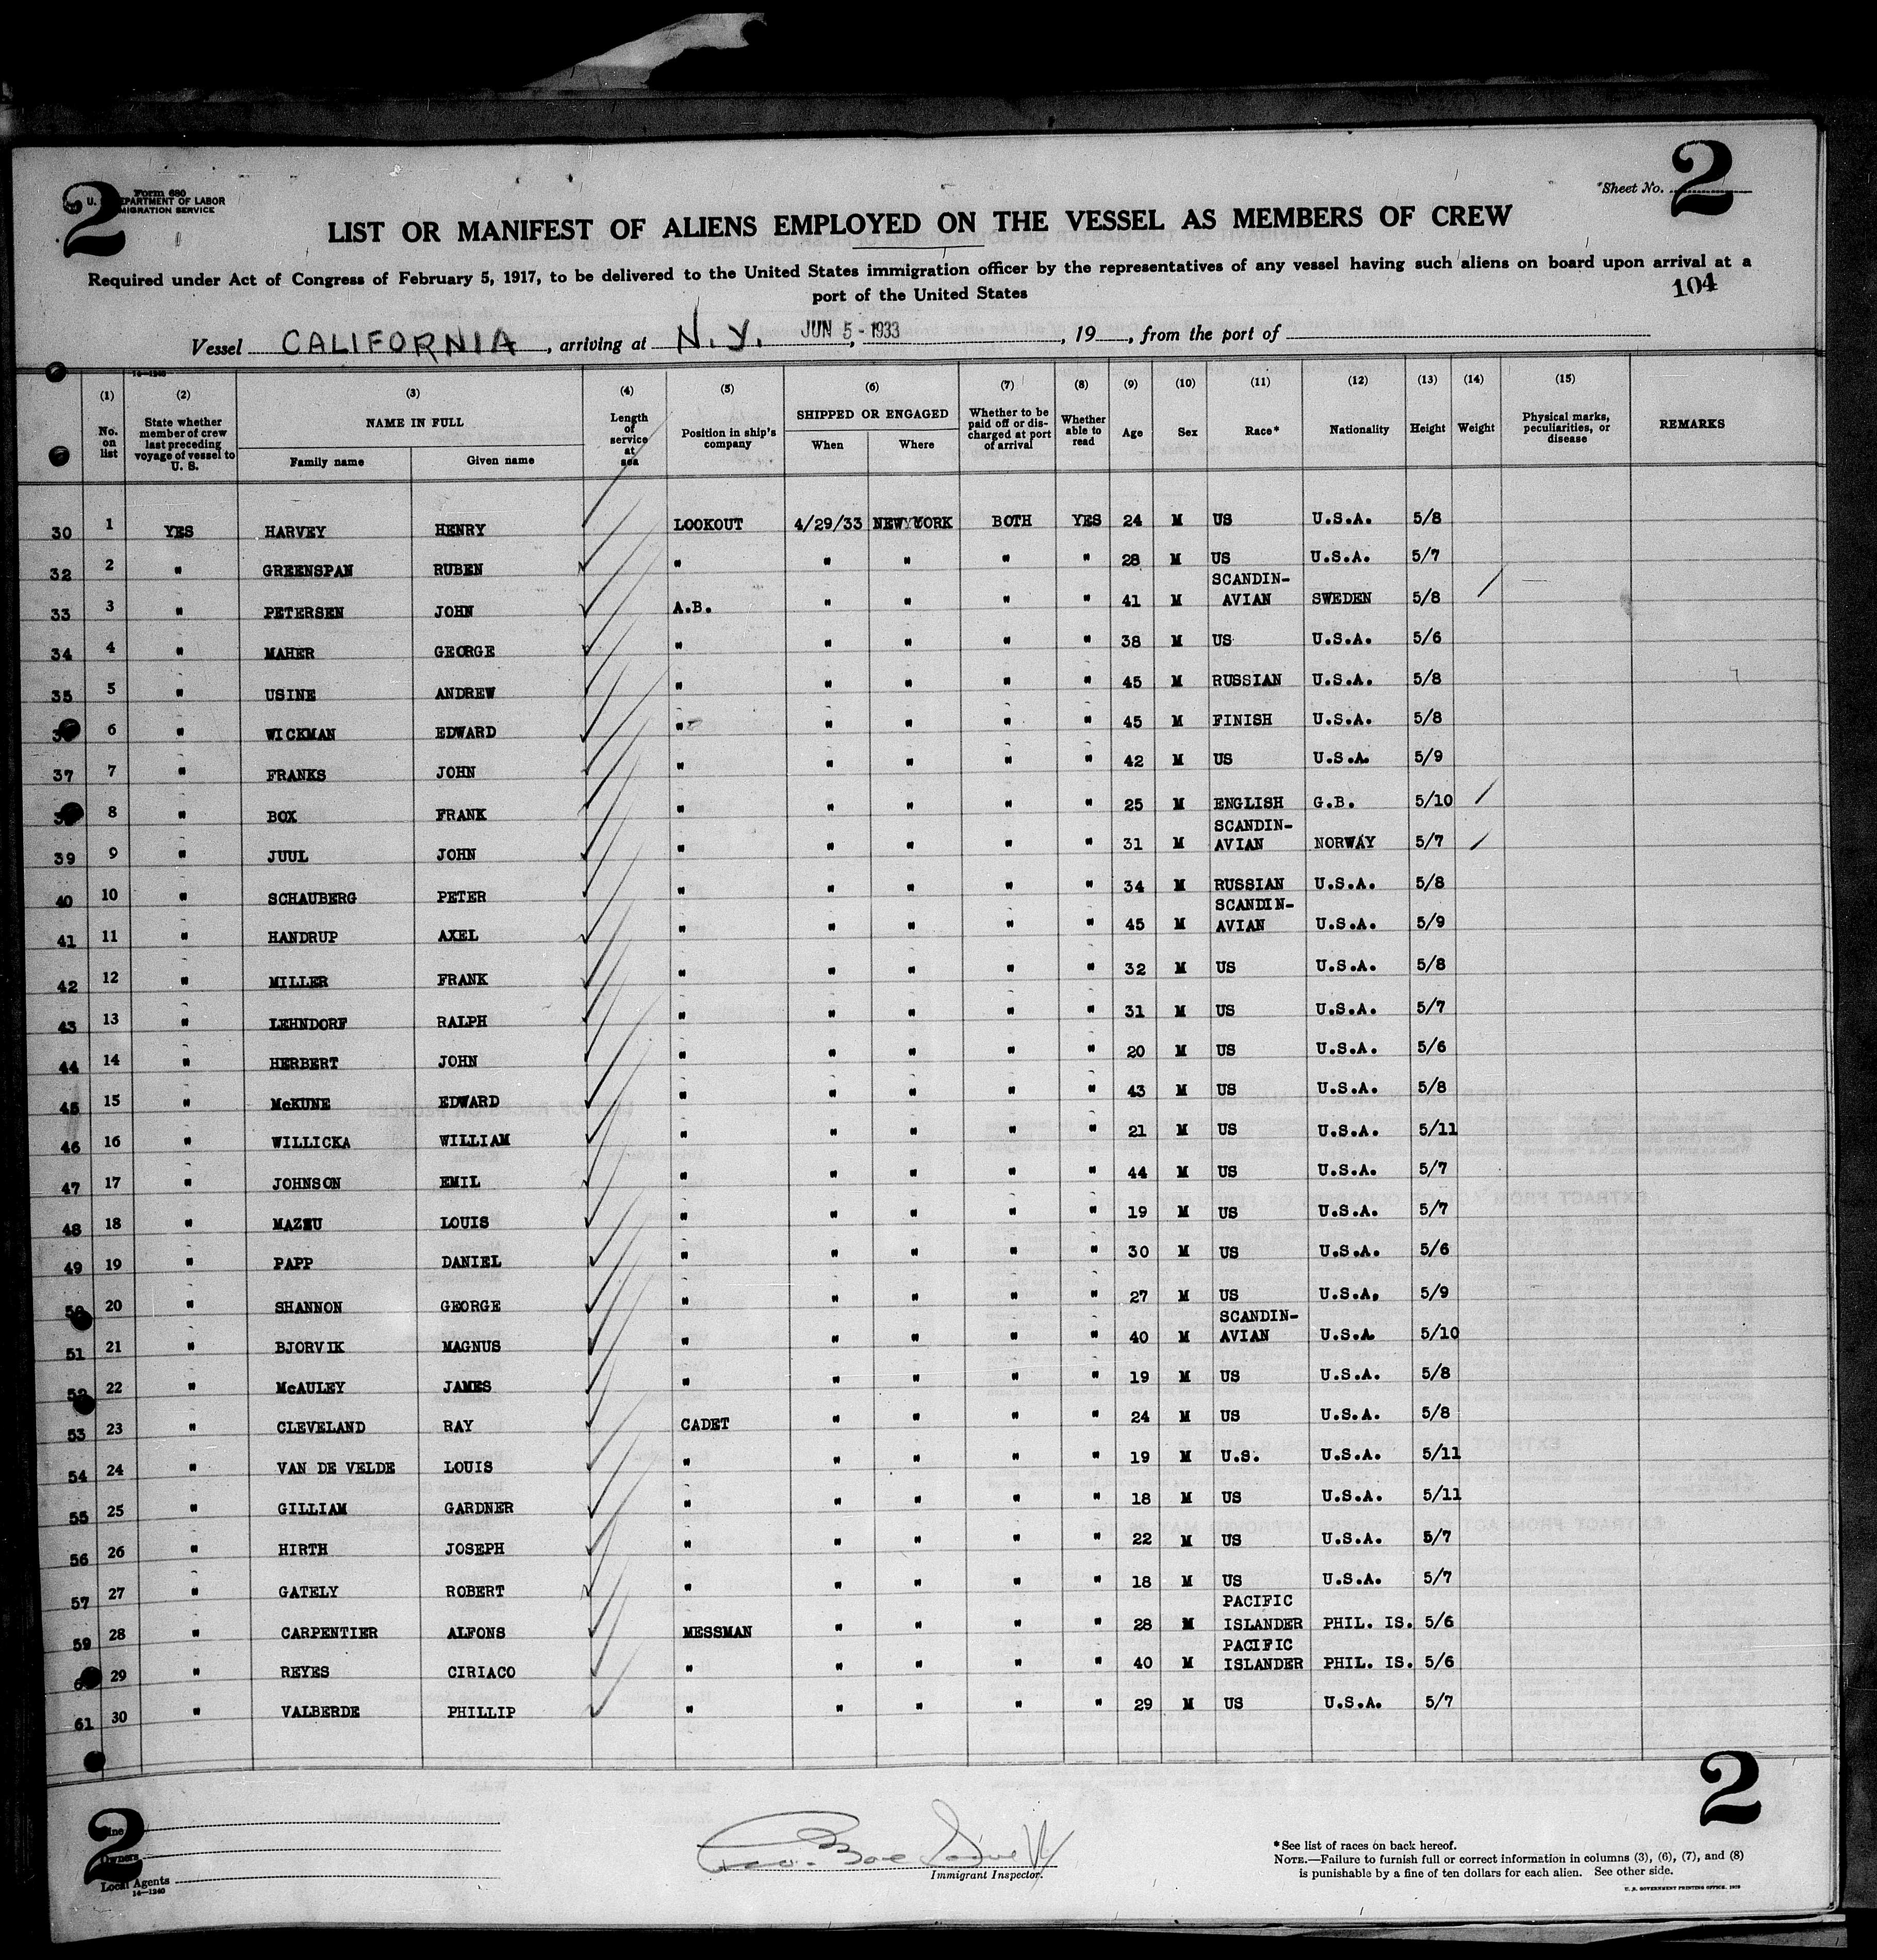 2
2
Form 680
U. S. DEPARTMENT OF LABOR
IMMIGRATION SERVICE
*Sheet No.
LIST OR MANIFEST OF ALIENS EMPLOYED ON THE VESSEL AS MEMBERS OF CREW
Required under Act of Congress of February 5, 1917, to be delivered to the United States immigration officer by the representatives of any vessel having such aliens on board upon arrival at a
port of the United States
104
Vessel CALIFORNIA, arriving at N.Y. JUN 5 - 1933, 19, from the port of
14-1240
(1) (2) (3) (4) (5) (6) (7) (8) (9) (10) (11) (12) (13) (14) (15)
No. on list State whether member of crew last preceding voyage of vessel to U. S. NAME IN FULL Family name Given name Length of service at sea Position in ship's company SHIPPED OR ENGAGED When Where Whether to be paid off or discharged at port of arrival Whether able to read Age Sex Race* Nationality Height Weight Physical marks, peculiarities, or disease REMARKS
30 1 YES HARVEY HENRY LOOKOUT 4/29/33 NEW YORK BOTH YES 24 M US U.S.A. 5/8
32 2 " GREENSPAN RUBEN " " " " " 28 M US U.S.A. 5/7
33 3 " PETERSEN JOHN A.B. " " " " 41 M SCANDIN-AVIAN SWEDEN 5/8
34 4 " MAHER GEORGE " " " " " 38 M US U.S.A. 5/6
35 5 " USINE ANDREW " " " " " 45 M RUSSIAN U.S.A. 5/8
6 " WICKMAN EDWARD " " " " " 45 M FINISH U.S.A. 5/8
37 7 " FRANKS JOHN " " " " " 42 M US U.S.A. 5/9
8 " BOX FRANK " " " " " 25 M ENGLISH G.B. 5/10
39 9 " JUUL JOHN " " " " " 31 M SCANDIN-AVIAN NORWAY 5/7
40 10 " SCHAUBERG PETER " " " " " 34 M RUSSIAN U.S.A. 5/8
41 11 " HANDRUP AXEL " " " " " 45 M SCANDIN-AVIAN U.S.A. 5/9
42 12 " MILLER FRANK " " " " " 32 M US U.S.A. 5/8
43 13 " LEHNDORF RALPH " " " " " 31 M US U.S.A. 5/7
44 14 " HERBERT JOHN " " " " " 20 M US U.S.A. 5/6
45 15 " McKUNE EDWARD " " " " " 43 M US U.S.A. 5/8
46 16 " WILLICKA WILLIAM " " " " " 21 M US U.S.A. 5/11
47 17 " JOHNSON EMIL " " " " " 44 M US U.S.A. 5/7
48 18 " MAZEU LOUIS " " " " " 19 M US U.S.A. 5/7
49 19 " PAPP DANIEL " " " " " 30 M US U.S.A. 5/6
50 20 " SHANNON GEORGE " " " " " 27 M US U.S.A. 5/9
51 21 " BJORVIK MAGNUS " " " " " 40 M SCANDIN-AVIAN U.S.A 5/10
52 22 " McAULEY JAMES " " " " " 19 M US U.S.A. 5/8
53 23 " CLEVELAND RAY CADET " " " " 24 M US U.S.A. 5/8
54 24 " VAN DE VELDE LOUIS " " " " " 19 M U.S. U.S.A. 5/11
55 25 " GILLIAM GARDNER " " " " " 18 M US U.S.A. 5/11
56 26 " HIRTH JOSEPH " " " " " 22 M US U.S.A. 5/7
57 27 " GATELY ROBERT " " " " " 18 M US U.S.A. 5/7
59 28 " CARPENTIER ALFONS MESSMAN " " " " 28 M PACIFIC ISLANDER PHIL. IS. 5/6
29 " REYES CIRIACO " " " " " 40 M PACIFIC ISLANDER PHIL. IS. 5/6
61 30 " VALBERDE PHILLIP " " " " " 29 M US U.S.A. 5/7
2
2
Line
Owners
Local Agents
14-1240
Immigrant Inspector.
*See list of races on back hereof.
NOTE.—Failure to furnish full or correct information in columns (3), (6), (7), and (8)
is punishable by a fine of ten dollars for each alien. See other side.
U. S. GOVERNMENT PRINTING OFFICE